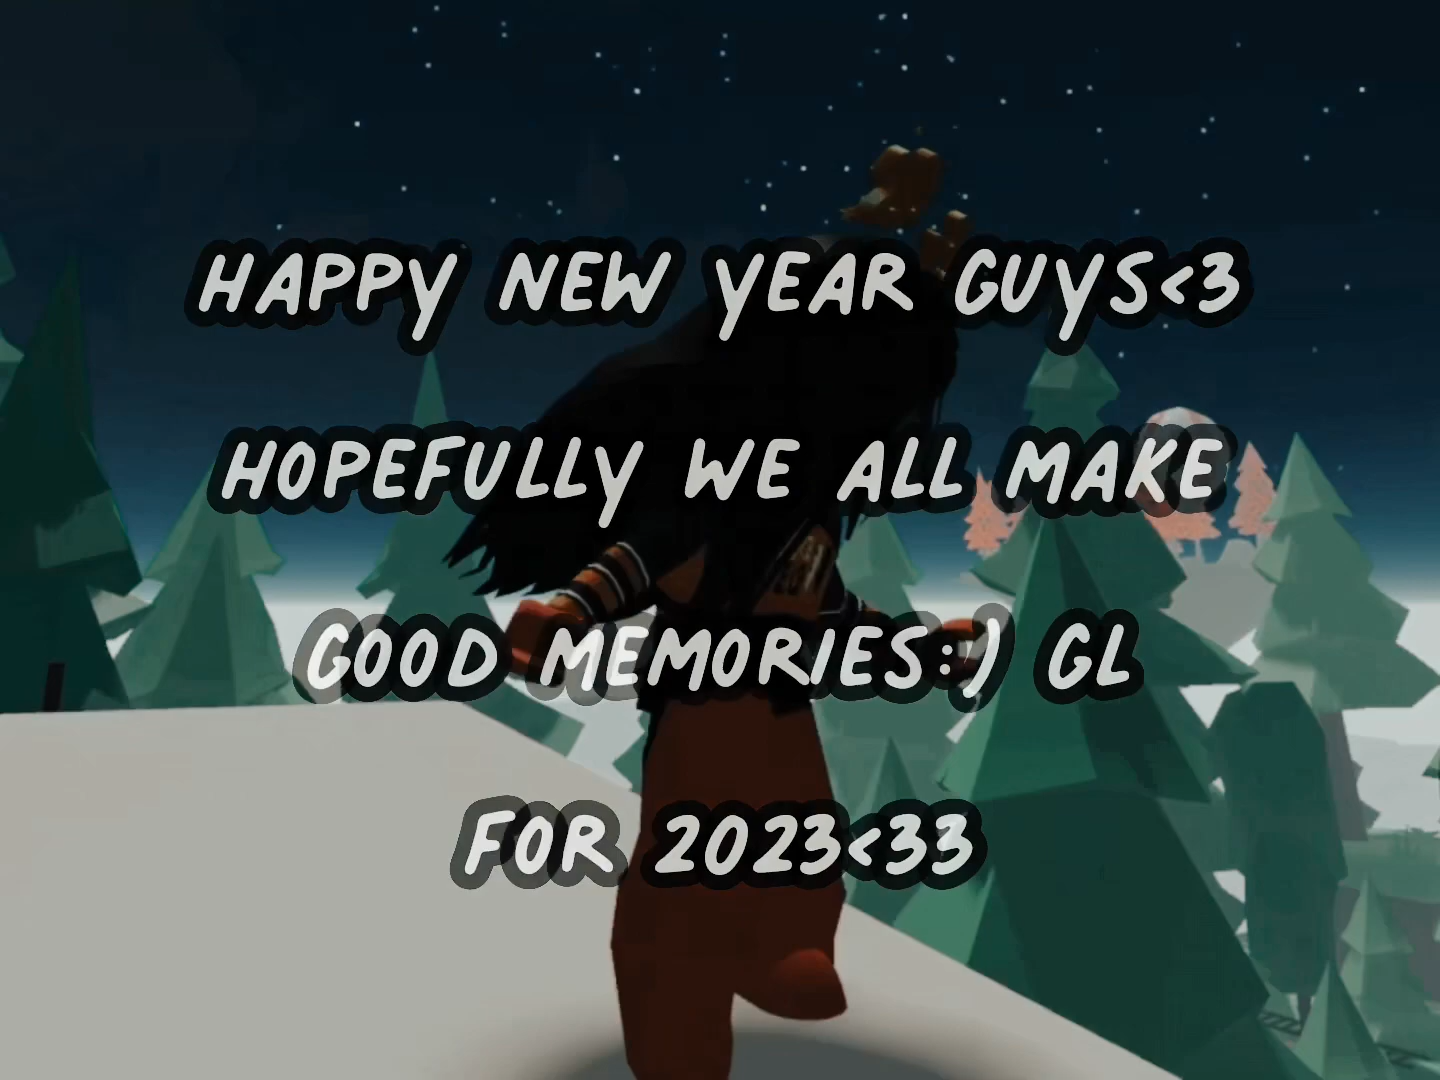 HAPPY NEW YEAR GUYS<3
HOPEFULLY WE ALL MAKE
GOOD MEMORIES:) GL
FOR 2023<33